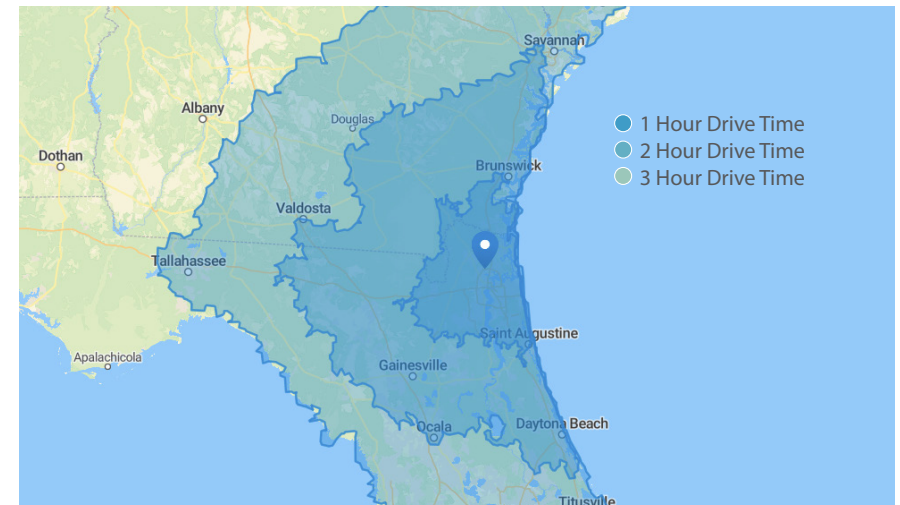 Savannah
Albany
Douglas
1 Hour Drive Time
2 Hour Drive Time
Dothan
Brunswick
3 Hour Drive Time
Valdosta
Tallahassee
Saint Augustine
Apalachicola
Gainesville
Ocala
Daytona Beach
Titusville